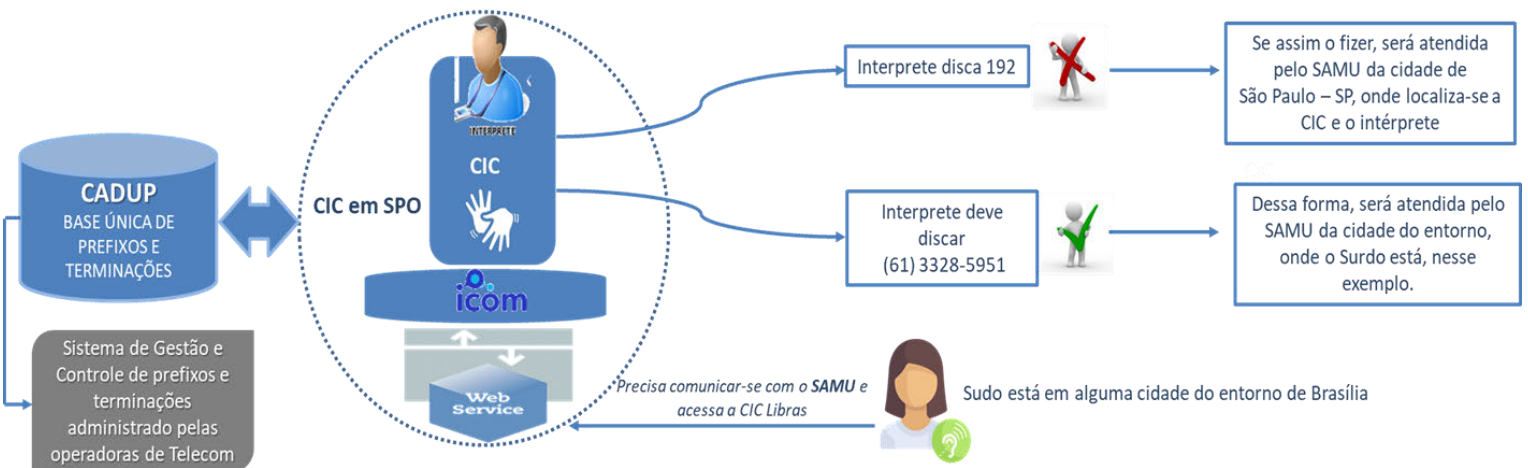 CADUP
BASE ÚNICA DE
PREFIXOS E
TERMINAÇÕES
Sistema de Gestão e
Controle de prefixos e
terminações
administrado pelas
operadoras de Telecom
CIC em SPO
INTERPRETE
CIC
icom
Web
Service
Interprete disca 192
Se assim o fizer, será atendida
pelo SAMU da cidade de
São Paulo – SP, onde localiza-se a
CIC e o intérprete
Interprete deve
discar
(61) 3328-5951
Dessa forma, será atendida pelo
SAMU da cidade do entorno,
onde o Surdo está, nesse
exemplo.
Precisa comunicar-se com o SAMU e
acessa a CIC Libras
Sudo está em alguma cidade do entorno de Brasília